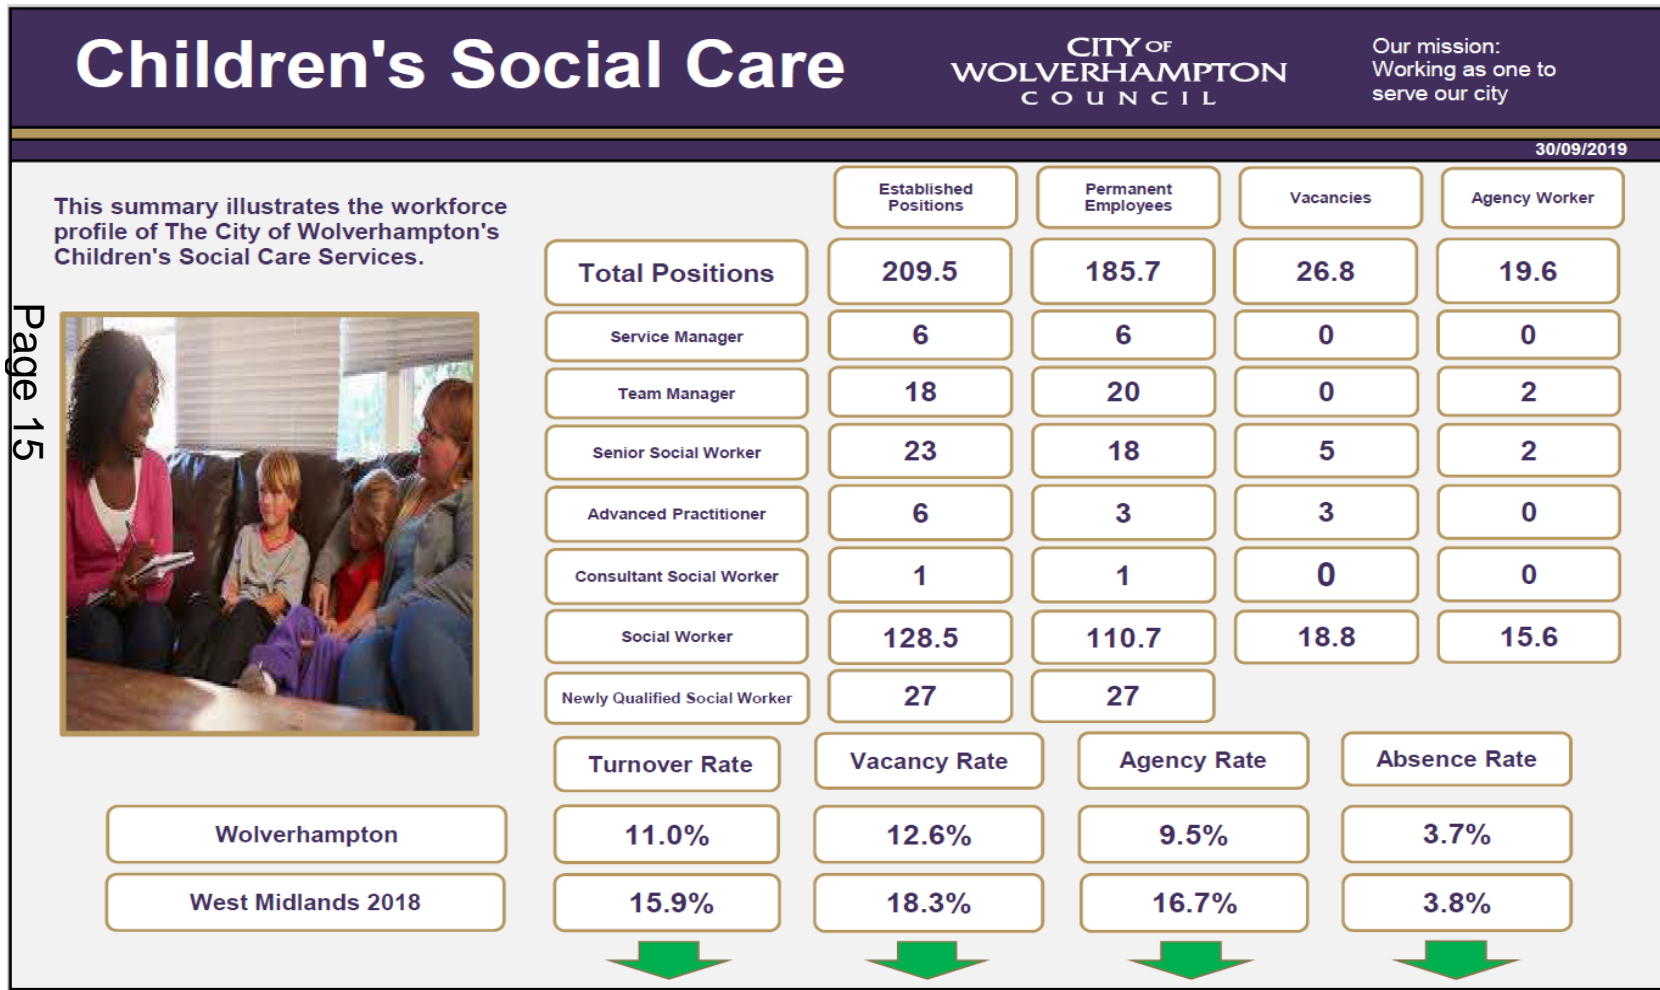 Children's Social Care
CITY OF
WOLVERHAMPTON
COUNCIL
Our mission:
Working as one to
serve our city
30/09/2019
This summary illustrates the workforce
profile of The City of Wolverhampton's
Children's Social Care Services.
Page 15
Established
Positions
Permanent
Employees
Vacancies
Agency Worker
Total Positions 209.5 185.7 26.8 19.6
Service Manager 6 6 0 0
Team Manager 18 20 0 2
Senior Social Worker 23 18 5 2
Advanced Practitioner 6 3 3 0
Consultant Social Worker 1 1 0 0
Social Worker 128.5 110.7 18.8 15.6
Newly Qualified Social Worker 27 27
Turnover Rate Vacancy Rate Agency Rate Absence Rate
Wolverhampton 11.0% 12.6% 9.5% 3.7%
West Midlands 2018 15.9% 18.3% 16.7% 3.8%